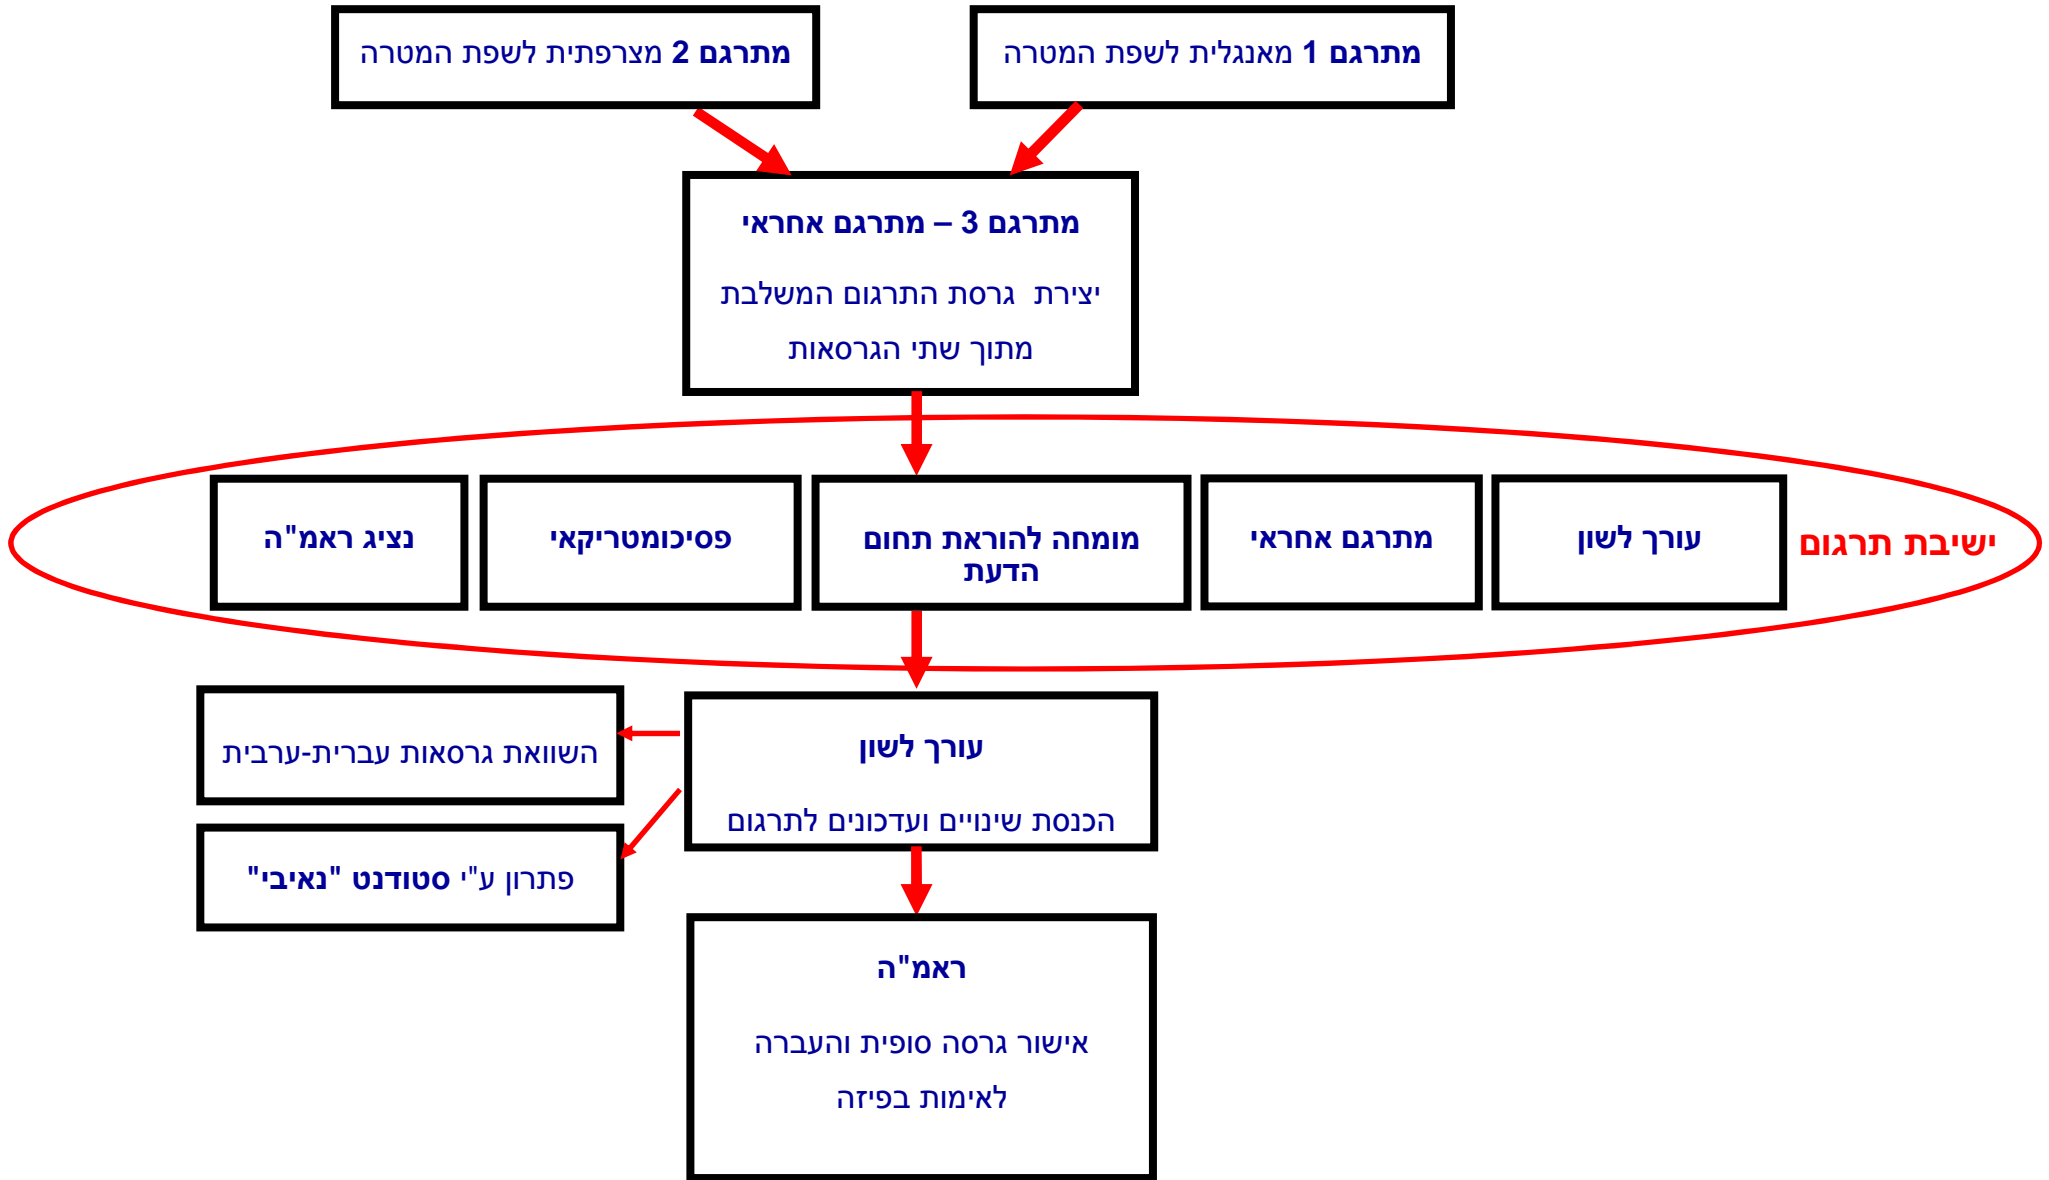 מתרגם 1 מאנגלית לשפת המטרה
מתרגם 2 מצרפתית לשפת המטרה
מתרגם 3 – מתרגם אחראי
יצירת גרסת התרגום המשלבת
מתוך שתי הגרסאות
ישיבת תרגום
עורך לשון
מתרגם אחראי
מומחה להוראת תחום
הדעת
פסיכומטריקאי
נציג ראמ"ה
עורך לשון
הכנסת שינויים ועדכונים לתרגום
השוואת גרסאות עברית-ערבית
פתרון ע"י סטודנט "נאיבי"
ראמ"ה
אישור גרסה סופית והעברה
לאימות בפיזה